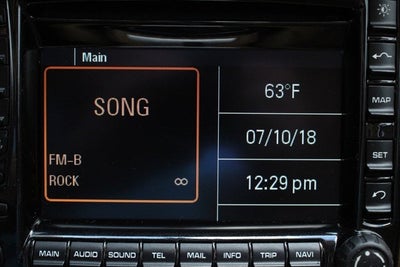 Main
SONG
FM-B
ROCK ∞
63°F
07/10/18
12:29 pm
MAP
SET
MAIN AUDIO SOUND TEL MAIL INFO TRIP NAVI